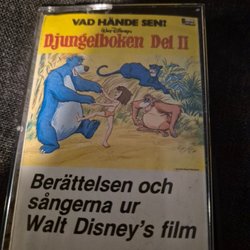 VAD HÄNDE SEN?
Walt Disney's
Djungelboken Del II
Berättelsen och
sångerna ur
Walt Disney's film